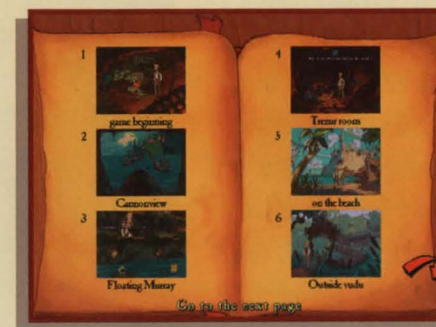 1
game beginning
2
Cannonview
3
Floating Murray
4
Tresur room
5
on the beach
6
Outside vudu
Go to the next page